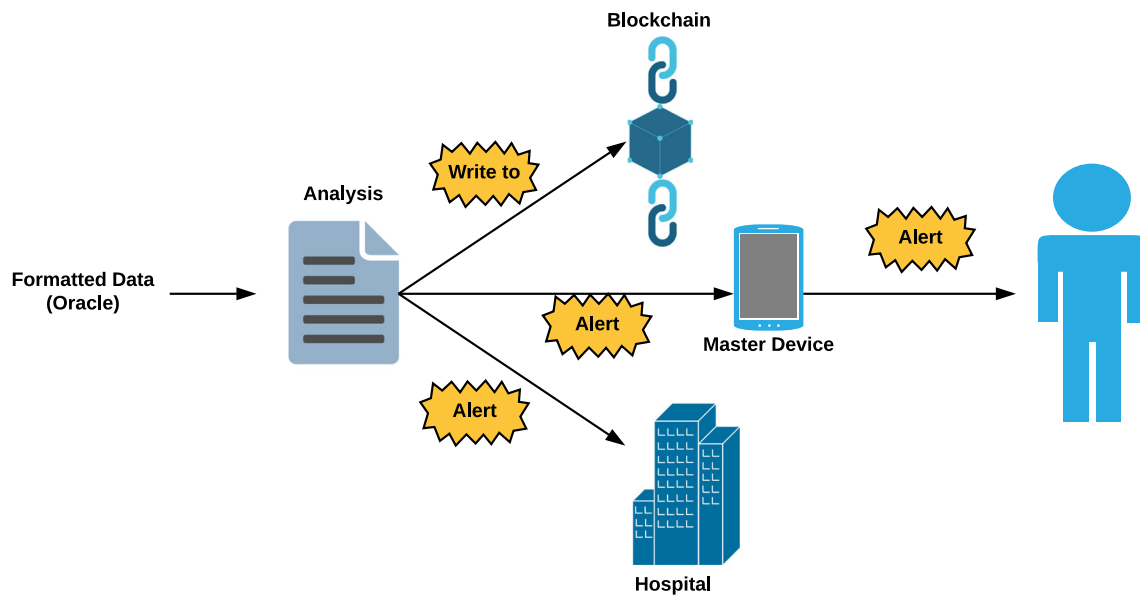 Blockchain
Write to
Analysis
Alert
Formatted Data
(Oracle)
Alert
Master Device
Alert
Hospital